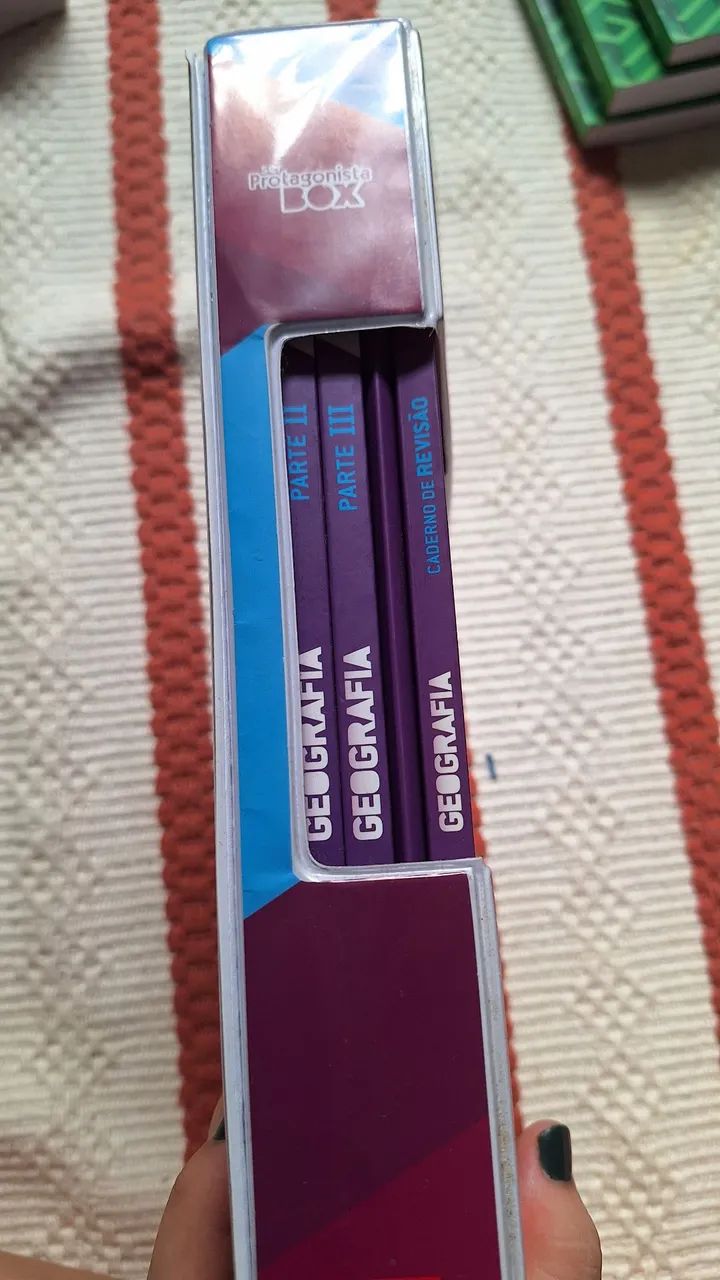 ser
Protagonista
BOX
GEOGRAFIA PARTE II
GEOGRAFIA PARTE III
GEOGRAFIA CADERNO DE REVISÃO